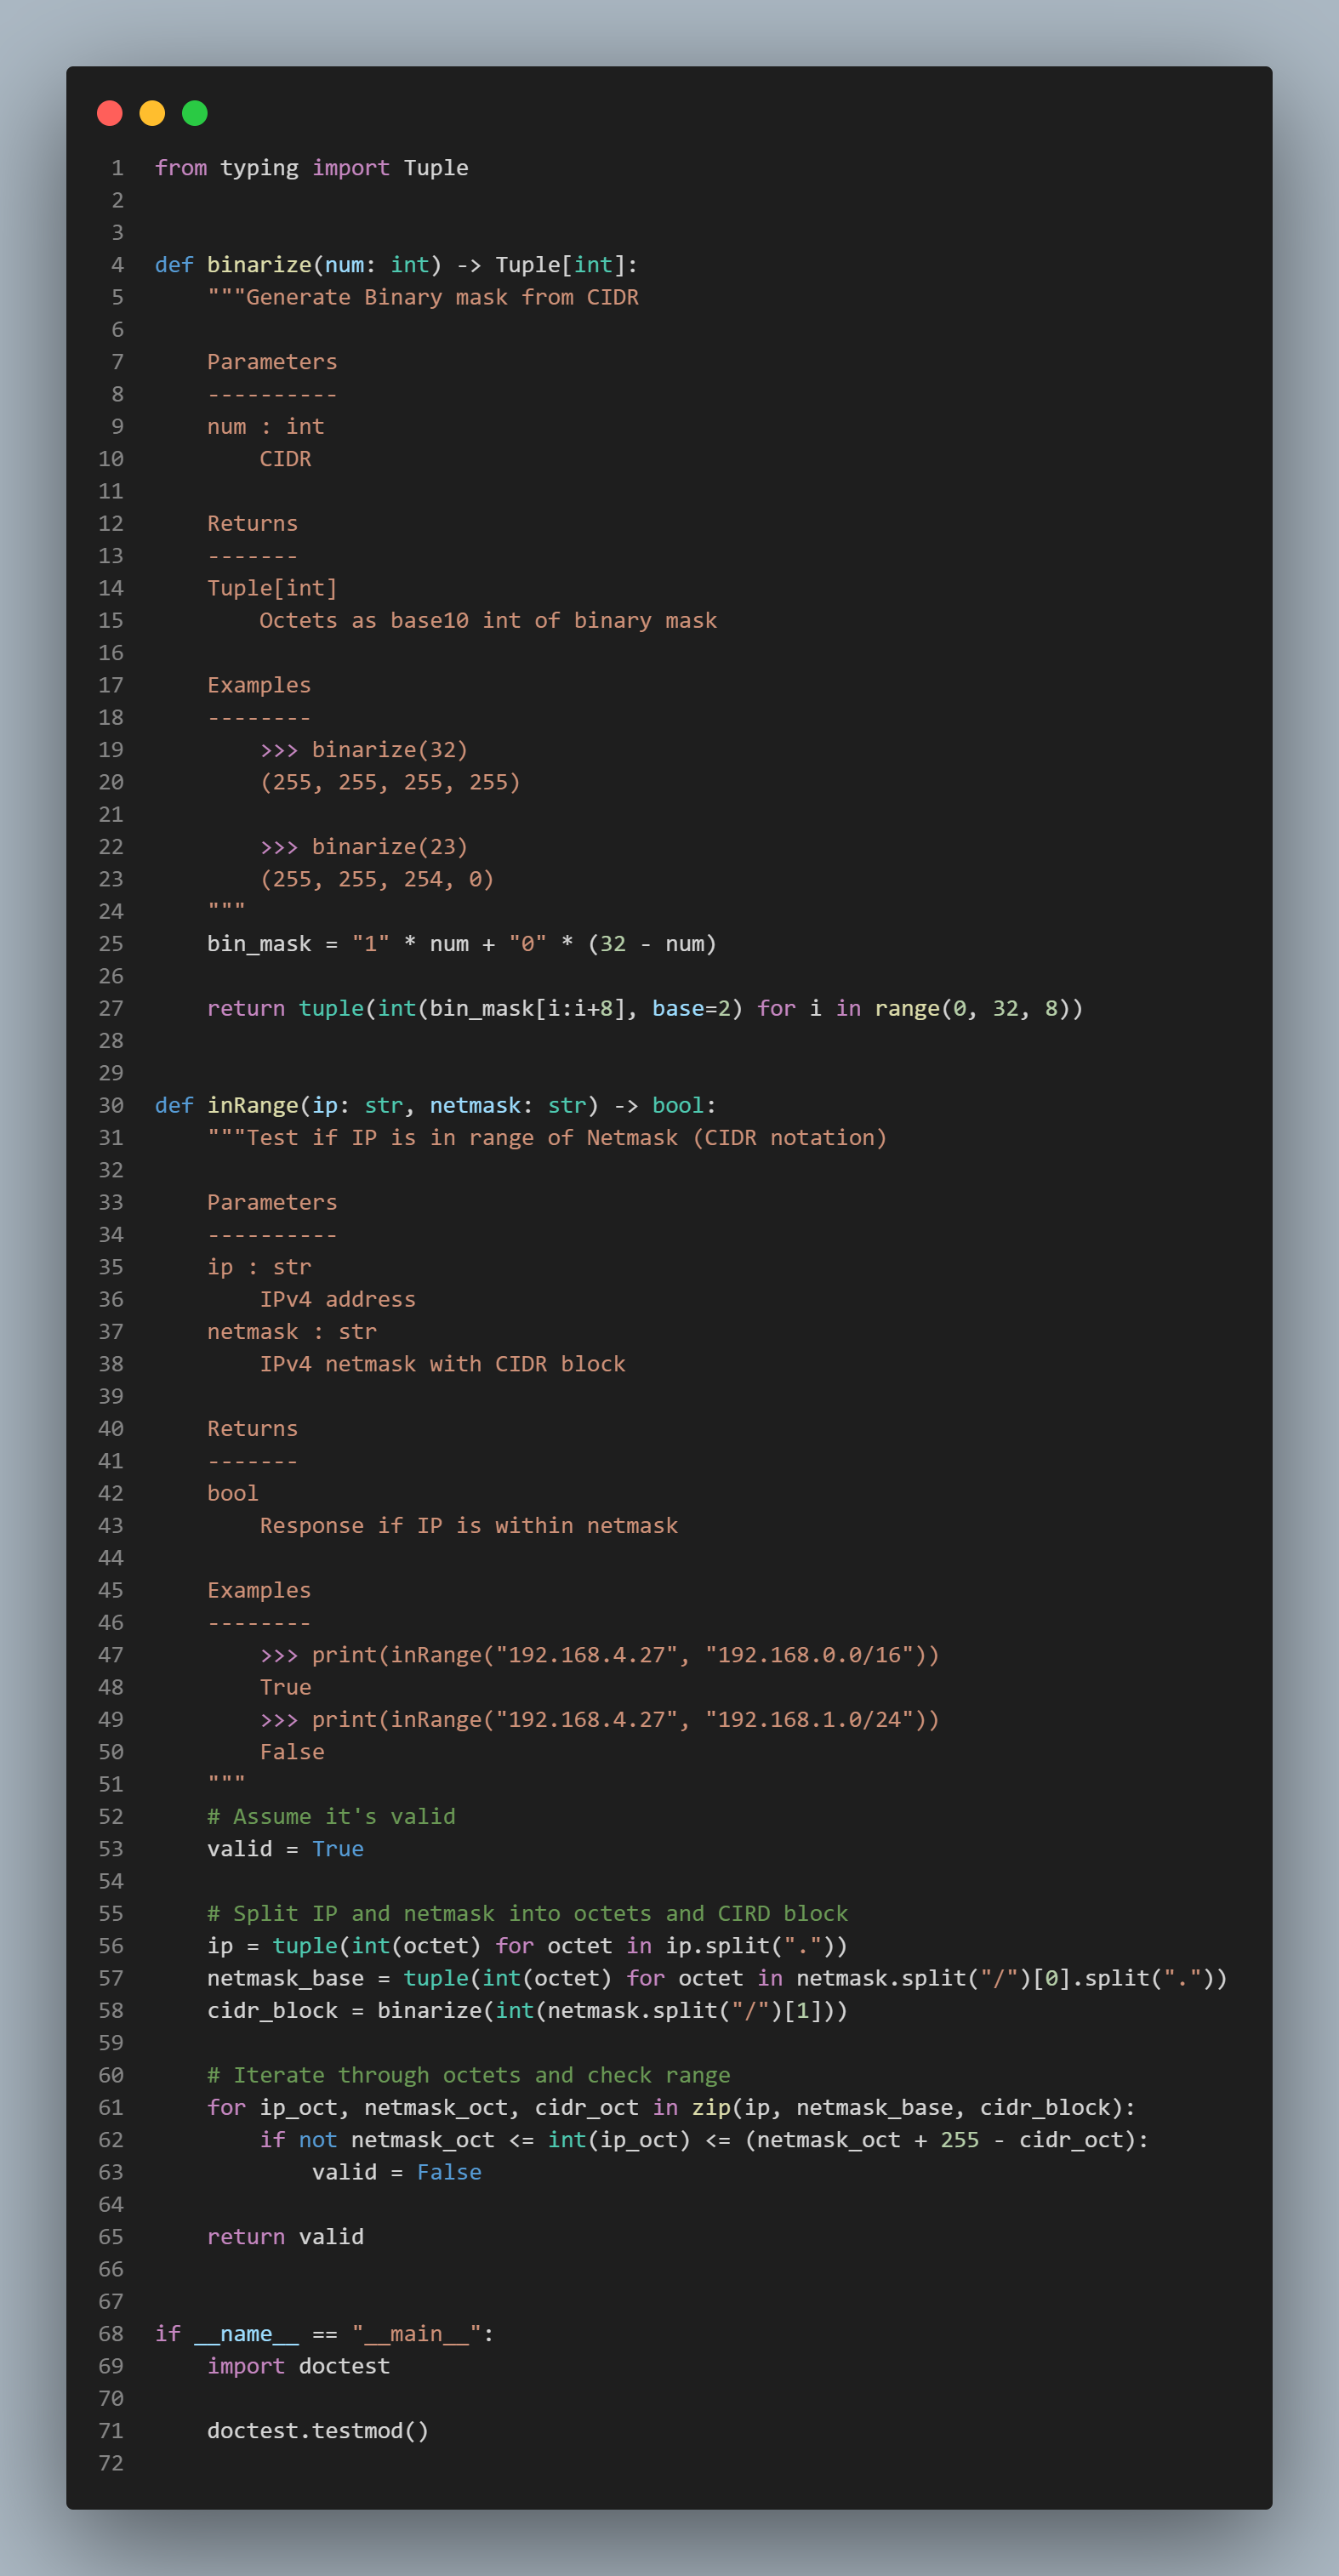 1 from typing import Tuple
2
3
4 def binarize(num: int) -> Tuple[int]:
5     """Generate Binary mask from CIDR
6
7     Parameters
8     ----------
9     num : int
10         CIDR
11
12     Returns
13     -------
14     Tuple[int]
15         Octets as base10 int of binary mask
16
17     Examples
18     --------
19         >>> binarize(32)
20         (255, 255, 255, 255)
21
22         >>> binarize(23)
23         (255, 255, 254, 0)
24     """
25     bin_mask = "1" * num + "0" * (32 - num)
26
27     return tuple(int(bin_mask[i:i+8], base=2) for i in range(0, 32, 8))
28
29
30 def inRange(ip: str, netmask: str) -> bool:
31     """Test if IP is in range of Netmask (CIDR notation)
32
33     Parameters
34     ----------
35     ip : str
36         IPv4 address
37     netmask : str
38         IPv4 netmask with CIDR block
39
40     Returns
41     -------
42     bool
43         Response if IP is within netmask
44
45     Examples
46     --------
47         >>> print(inRange("192.168.4.27", "192.168.0.0/16"))
48         True
49         >>> print(inRange("192.168.4.27", "192.168.1.0/24"))
50         False
51     """
52     # Assume it's valid
53     valid = True
54
55     # Split IP and netmask into octets and CIRD block
56     ip = tuple(int(octet) for octet in ip.split("."))
57     netmask_base = tuple(int(octet) for octet in netmask.split("/")[0].split("."))
58     cidr_block = binarize(int(netmask.split("/")[1]))
59
60     # Iterate through octets and check range
61     for ip_oct, netmask_oct, cidr_oct in zip(ip, netmask_base, cidr_block):
62         if not netmask_oct <= int(ip_oct) <= (netmask_oct + 255 - cidr_oct):
63             valid = False
64
65     return valid
66
67
68 if __name__ == "__main__":
69     import doctest
70
71     doctest.testmod()
72